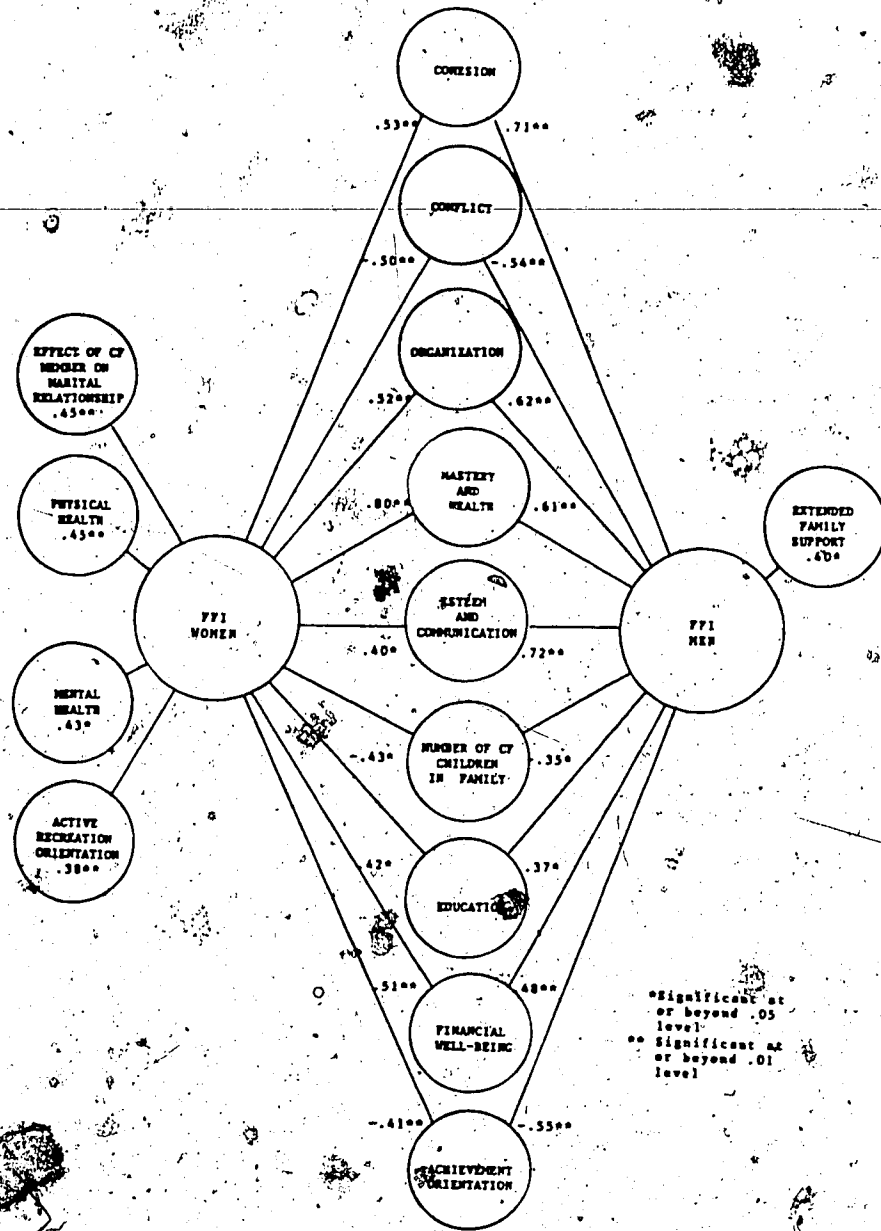 COHESION
.53**
.71**
CONFLICT
-.50**
-.54**
ORGANIZATION
.52**
.62**
EFFECT OF CF
MEMBER ON
MARITAL
RELATIONSHIP
.45**
MASTERY
AND
HEALTH
.80**
.61**
PHYSICAL
HEALTH
.45**
EXTENDED
FAMILY
SUPPORT
.40*
FFI
WOMEN
ESTEEM
AND
COMMUNICATION
.40*
.72**
FFI
MEN
MENTAL
HEALTH
.43*
NUMBER OF CF
CHILDREN
IN FAMILY
-.43*
-.35*
ACTIVE
RECREATION
ORIENTATION
.38**
EDUCATION
.42*
.37*
FINANCIAL
WELL-BEING
.51**
.48**
ACHIEVEMENT
ORIENTATION
-.41**
-.55**
*Significant at
or beyond .05
level
** Significant at
or beyond .01
level